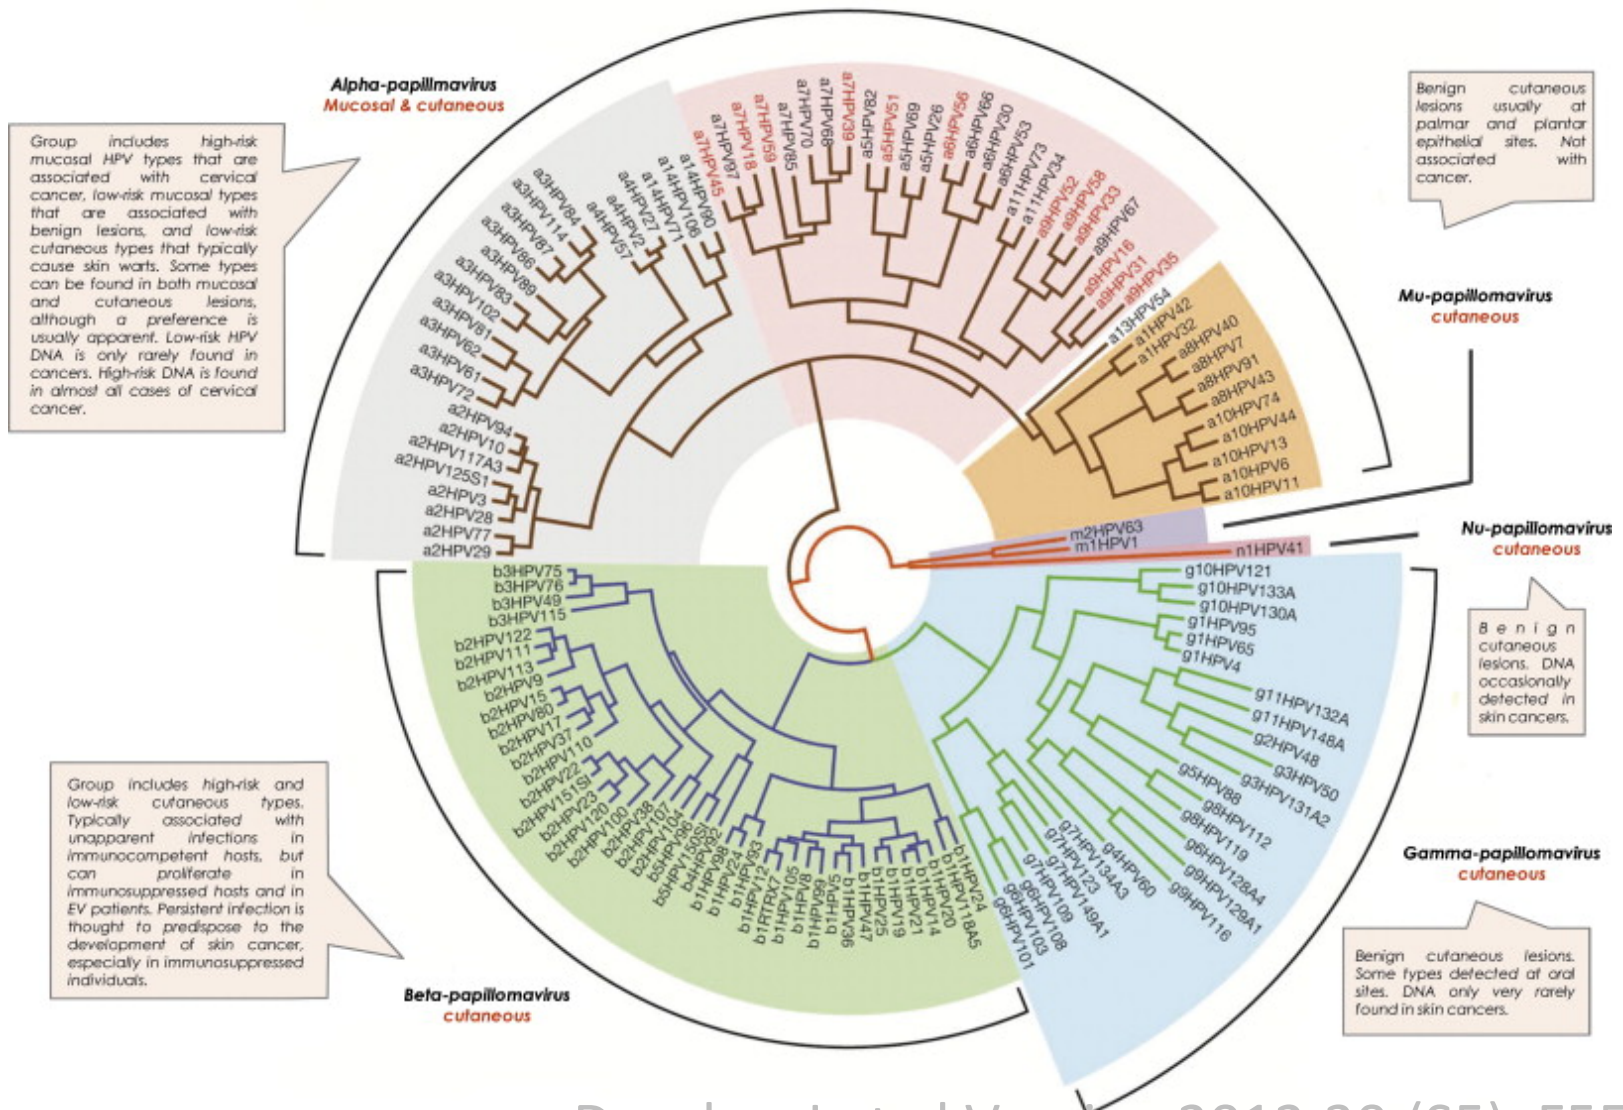 Alpha-papillmavirus
Mucosal & cutaneous
Group includes high-risk
mucosal HPV types that are
associated with cervical
cancer, low-risk mucosal types
that are associated with
benign lesions, and low-risk
cutaneous types that typically
cause skin warts. Some types
can be found in both mucosal
and cutaneous lesions,
although a preference is
usually apparent. Low-risk HPV
DNA is only rarely found in
cancers. High-risk DNA is found
in almost all cases of cervical
cancer.
a2HPV29
a2HPV77
a2HPV28
a2HPV3
a2HPV125S1
a2HPV117A3
a2HPV10
a2HPV94
a3HPV72
a3HPV61
a3HPV62
a3HPV81
a3HPV102
a3HPV83
a3HPV89
a3HPV86
a3HPV87
a3HPV114
a3HPV84
a4HPV57
a4HPV2
a4HPV27
a14HPV71
a14HPV106
a14HPV90
a7HPV45
a7HPV97
a7HPV18
a7HPV59
a7HPV85
a7HPV70
a7HPV68
a7HPV39
a5HPV82
a5HPV51
a5HPV69
a5HPV26
a6HPV56
a6HPV66
a6HPV30
a6HPV53
a11HPV73
a11HPV34
a9HPV52
a9HPV58
a9HPV33
a9HPV67
a9HPV16
a9HPV31
a9HPV35
a13HPV54
a1HPV42
a1HPV32
a8HPV40
a8HPV7
a8HPV91
a8HPV43
a10HPV74
a10HPV44
a10HPV13
a10HPV6
a10HPV11
Benign cutaneous
lesions usually at
palmar and plantar
epithelial sites. Not
associated with
cancer.
Mu-papillomavirus
cutaneous
m2HPV63
m1HPV1
n1HPV41
Nu-papillomavirus
cutaneous
Benign
cutaneous
lesions. DNA
occasionally
detected in
skin cancers.
g10HPV121
g10HPV133A
g10HPV130A
g1HPV95
g1HPV65
g1HPV4
g11HPV132A
g11HPV148A
g2HPV48
g3HPV50
g3HPV131A2
g5HPV88
g8HPV112
g8HPV119
g6HPV128A4
g9HPV129A1
g9HPV116
g4HPV60
g7HPV134A3
g7HPV123
g7HPV149A1
g7HPV109
g6HPV108
g6HPV103
g6HPV101
Gamma-papillomavirus
cutaneous
Benign cutaneous lesions.
Some types detected at oral
sites. DNA only very rarely
found in skin cancers.
b3HPV75
b3HPV76
b3HPV49
b3HPV115
b2HPV122
b2HPV111
b2HPV113
b2HPV9
b2HPV15
b2HPV80
b2HPV17
b2HPV37
b2HPV110
b2HPV22
b2HPV151SI
b2HPV23
b2HPV120
b2HPV100
b2HPV38
b2HPV107
b2HPV104
b5HPV96
b5HPV150SI
b4HPV92
b1HPV98
b1HPV24
b1HPV93
b1HPV12
b1RTRX7
b1HPV105
b1HPV8
b1HPV99
b1HPV5
b1HPV36
b1HPV47
b1HPV25
b1HPV19
b1HPV21
b1HPV14
b1HPV20
b1HPV118A5
b1HPV24
Group includes high-risk and
low-risk cutaneous types.
Typically associated with
unapparent infections in
immunocompetent hosts, but
can proliferate in
immunosuppressed hosts and in
EV patients. Persistent infection is
thought to predispose to the
development of skin cancer,
especially in immunosuppressed
individuals.
Beta-papillomavirus
cutaneous